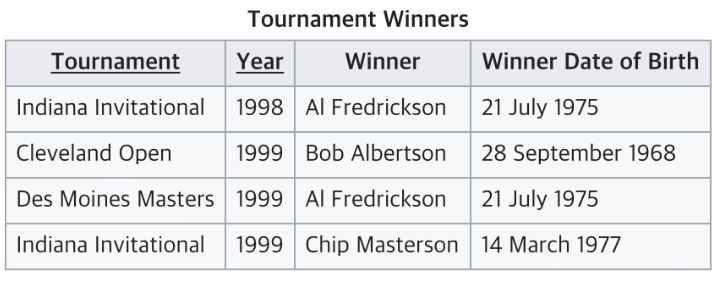 Tournament Winners
Tournament Year Winner Winner Date of Birth
Indiana Invitational 1998 Al Fredrickson 21 July 1975
Cleveland Open 1999 Bob Albertson 28 September 1968
Des Moines Masters 1999 Al Fredrickson 21 July 1975
Indiana Invitational 1999 Chip Masterson 14 March 1977